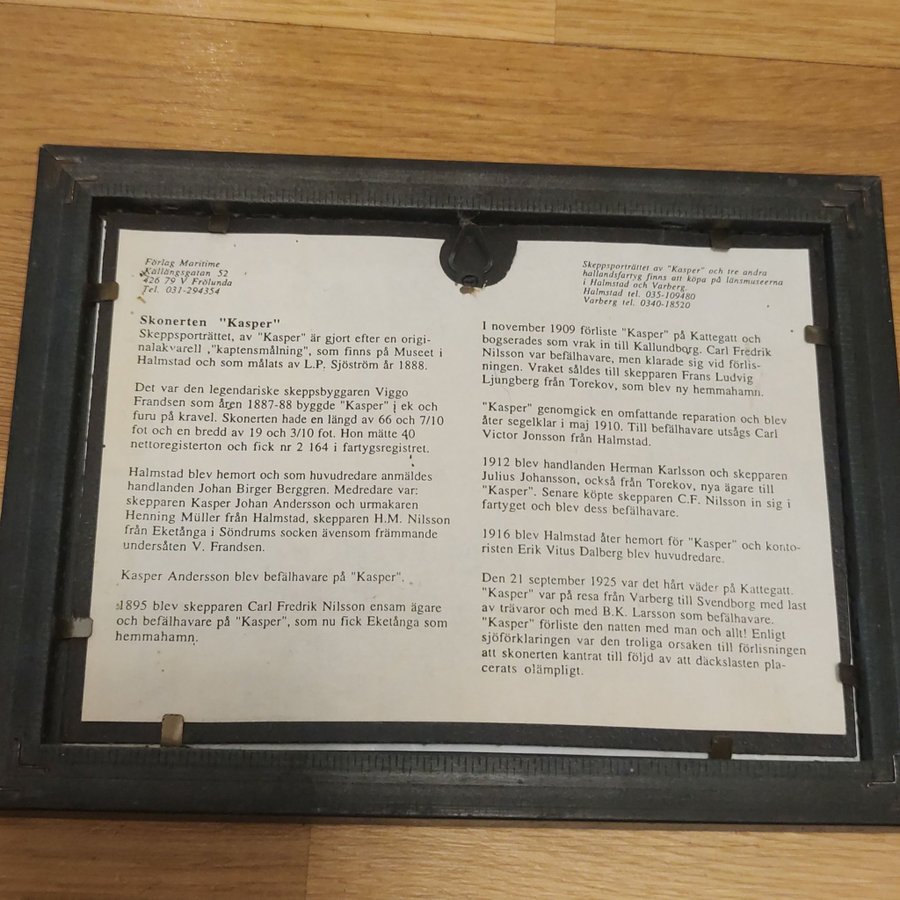 Förlag Maritime
Källängsgatan 52
426 79 V Frölunda
Tel. 031-294354
Skonerten "Kasper"
Skeppsporträttet, av "Kasper" är gjort efter en origi-
nalakvarell ,"kaptensmålning", som finns på Museet i
Halmstad och som målats av L.P. Sjöström år 1888.
Det var den legendariske skeppsbyggaren Viggo
Frandsen som åren 1887-88 byggde "Kasper" i ek och
furu på kravel. Skonerten hade en längd av 66 och 7/10
fot och en bredd av 19 och 3/10 fot. Hon mätte 40
nettoregisterton och fick nr 2 164 i fartygsregistret.
Halmstad blev hemort och som huvudredare anmäldes
handlanden Johan Birger Berggren. Medredare var:
skepparen Kasper Johan Andersson och urmakaren
Henning Müller från Halmstad, skepparen H.M. Nilsson
från Eketånga i Söndrums socken ävensom främmande
undersåten V. Frandsen.
Kasper Andersson blev befälhavare på "Kasper".
1895 blev skepparen Carl Fredrik Nilsson ensam ägare
och befälhavare på "Kasper", som nu fick Eketånga som
hemmahamn.
Skeppsporträttet av "Kasper" och tre andra
hallandsfartyg finns att köpa på länsmuseerna
i Halmstad och Varberg.
Halmstad tel. 035-109480
Varberg tel. 0340-18520
I november 1909 förliste "Kasper" på Kattegatt och
bogserades som vrak in till Kallundborg. Carl Fredrik
Nilsson var befälhavare, men klarade sig vid förlis-
ningen. Vraket såldes till skepparen Frans Ludvig
Ljungberg från Torekov, som blev ny hemmahamn.
"Kasper" genomgick en omfattande reparation och blev
åter segelklar i maj 1910. Till befälhavare utsågs Carl
Victor Jonsson från Halmstad.
1912 blev handlanden Herman Karlsson och skepparen
Julius Johansson, också från Torekov, nya ägare till
"Kasper". Senare köpte skepparen C.F. Nilsson in sig i
fartyget och blev dess befälhavare.
1916 blev Halmstad åter hemort för "Kasper" och konto-
risten Erik Vitus Dalberg blev huvudredare.
Den 21 september 1925 var det hårt väder på Kattegatt.
"Kasper" var på resa från Varberg till Svendborg med last
av trävaror och med B.K. Larsson som befälhavare.
"Kasper" förliste den natten med man och allt! Enligt
sjöförklaringen var den troliga orsaken till förlisningen
att skonerten kantrat till följd av att däckslasten pla-
cerats olämpligt.